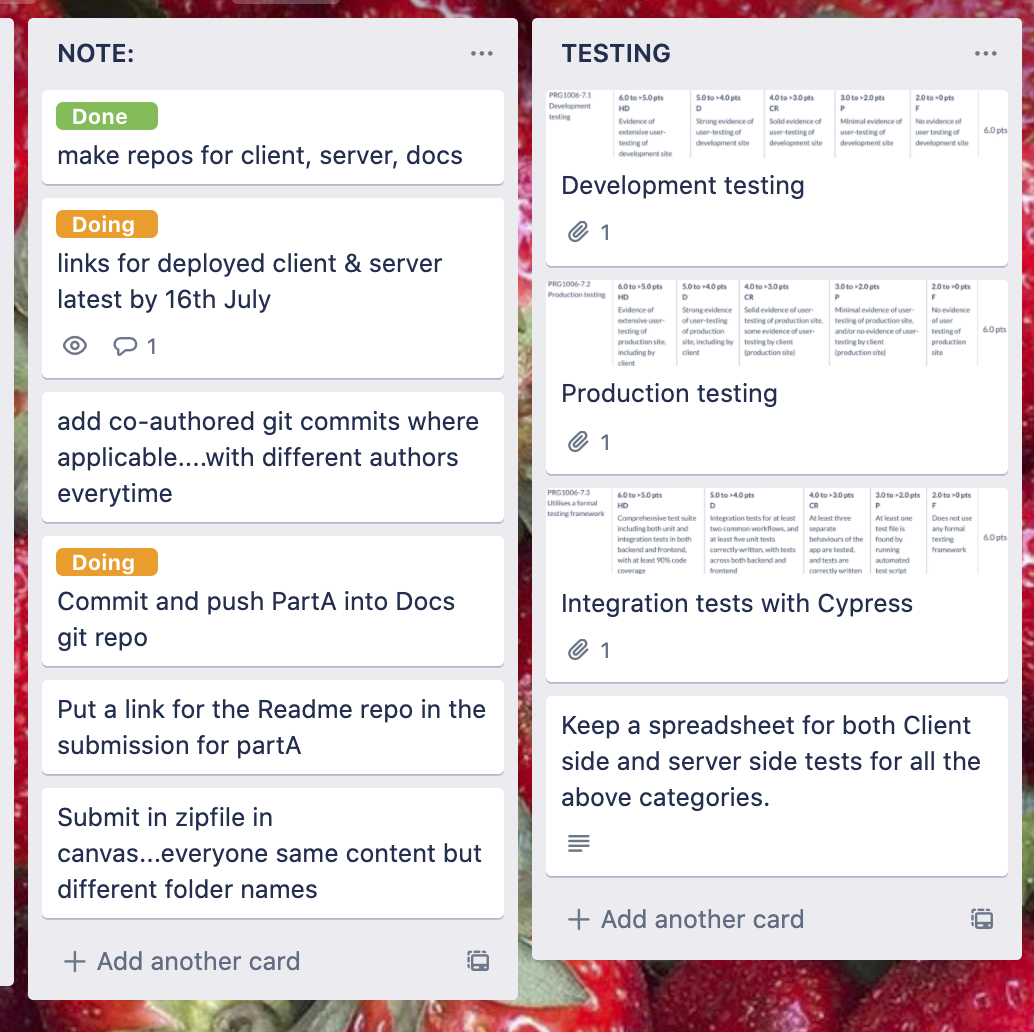 NOTE:
Done
make repos for client, server, docs
Doing
links for deployed client & server
latest by 16th July
1
add co-authored git commits where
applicable....with different authors
everytime
Doing
Commit and push PartA into Docs
git repo
Put a link for the Readme repo in the
submission for partA
Submit in zipfile in
canvas...everyone same content but
different folder names
+ Add another card
TESTING
PRG1006-7.1
Development
testing
6.0 to >5.0 pts
HD
Evidence of
extensive user-
testing of
development site
5.0 to >4.0 pts
D
Strong evidence of
user-testing of
development site
4.0 to >3.0 pts
CR
Solid evidence of
user-testing of
development site
3.0 to >2.0 pts
P
Minimal evidence of
user-testing of
development site
2.0 to >0 pts
F
No evidence of
user testing of
development site
6.0 pts
Development testing
1
PRG1006-7.2
Production testing
6.0 to >5.0 pts
HD
Evidence of
extensive user-
testing of
production site,
including by
client
5.0 to >4.0 pts
D
Strong evidence
of user-testing
of production
site, including by
client
4.0 to >3.0 pts
CR
Solid evidence of user-
testing of production site,
some evidence of user-
testing by client
(production site)
3.0 to >2.0 pts
P
Minimal evidence of user-
testing of production site,
and/or no evidence of user-
testing by client
(production site)
2.0 to >0 pts
F
No evidence
of user
testing of
production
site
6.0 pts
Production testing
1
PRG1006-7.3
Utilises a formal
testing framework
6.0 to >5.0 pts
HD
Comprehensive test suite
including both unit and
integration tests in both
backend and frontend,
with at least 90% code
coverage
5.0 to >4.0 pts
D
Integration tests for at least
two common workflows, and
at least five unit tests
correctly written, with tests
across both backend and
frontend
4.0 to >3.0 pts
CR
At least three
separate
behaviours of the
app are tested,
and tests are
correctly written
3.0 to >2.0 pts
P
At least one
test file is
found by
running
automated
test script
2.0 to >0 pts
F
Does not use
any formal
testing
framework
6.0 pts
Integration tests with Cypress
1
Keep a spreadsheet for both Client
side and server side tests for all the
above categories.
+ Add another card